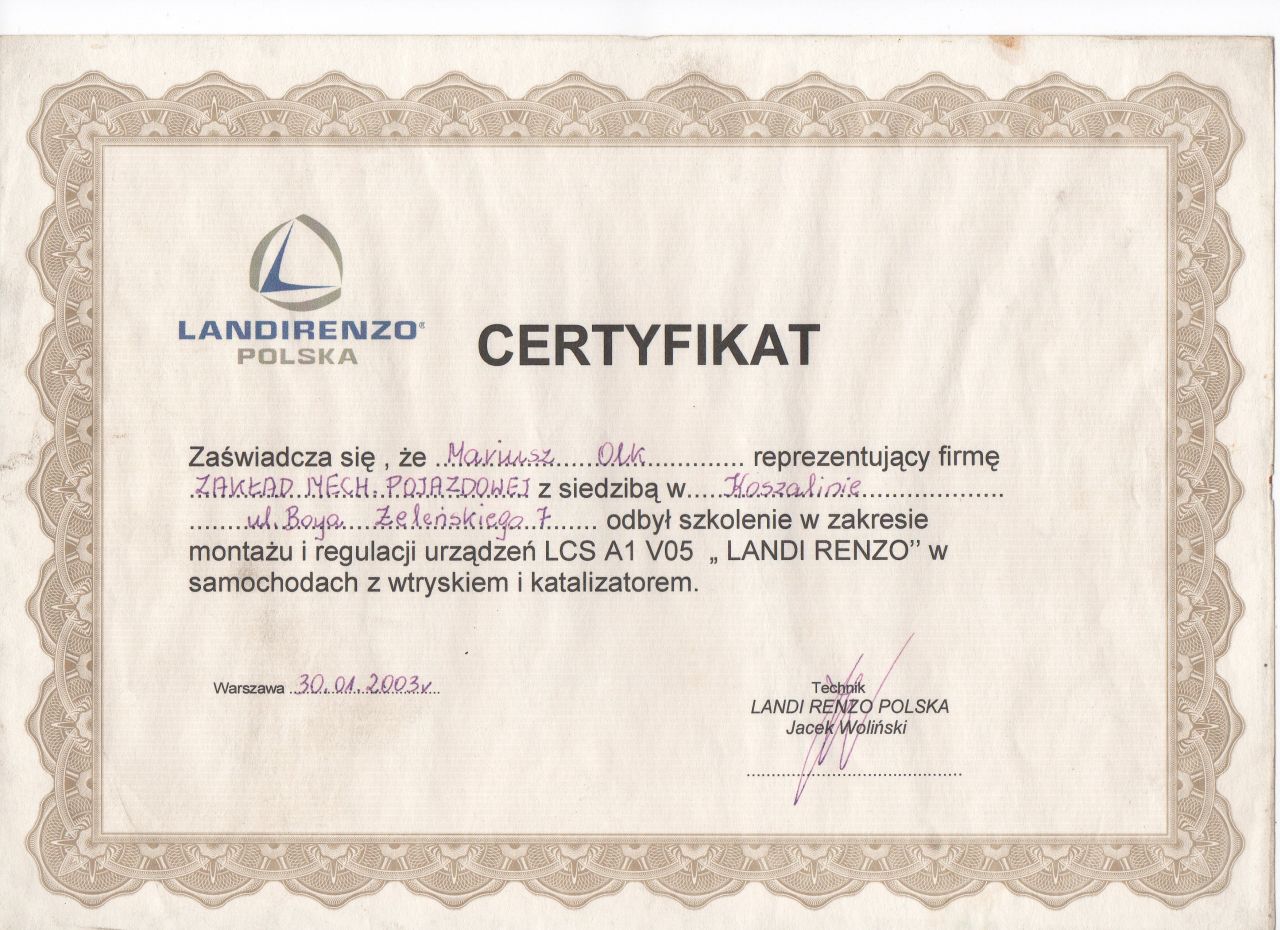 LANDIRENZO®
POLSKA
CERTYFIKAT
Zaświadcza się , że ...Mariusz....Olk............. reprezentujący firmę
ZAKŁAD MECH. POJAZDOWEJ z siedzibą w.....Koszalinie....................
.........ul. Boya Żeleńskiego 7....... odbył szkolenie w zakresie
montażu i regulacji urządzeń LCS A1 V05 „ LANDI RENZO” w
samochodach z wtryskiem i katalizatorem.
Warszawa ..30.01.2003r..
Technik
LANDI RENZO POLSKA
Jacek Woliński